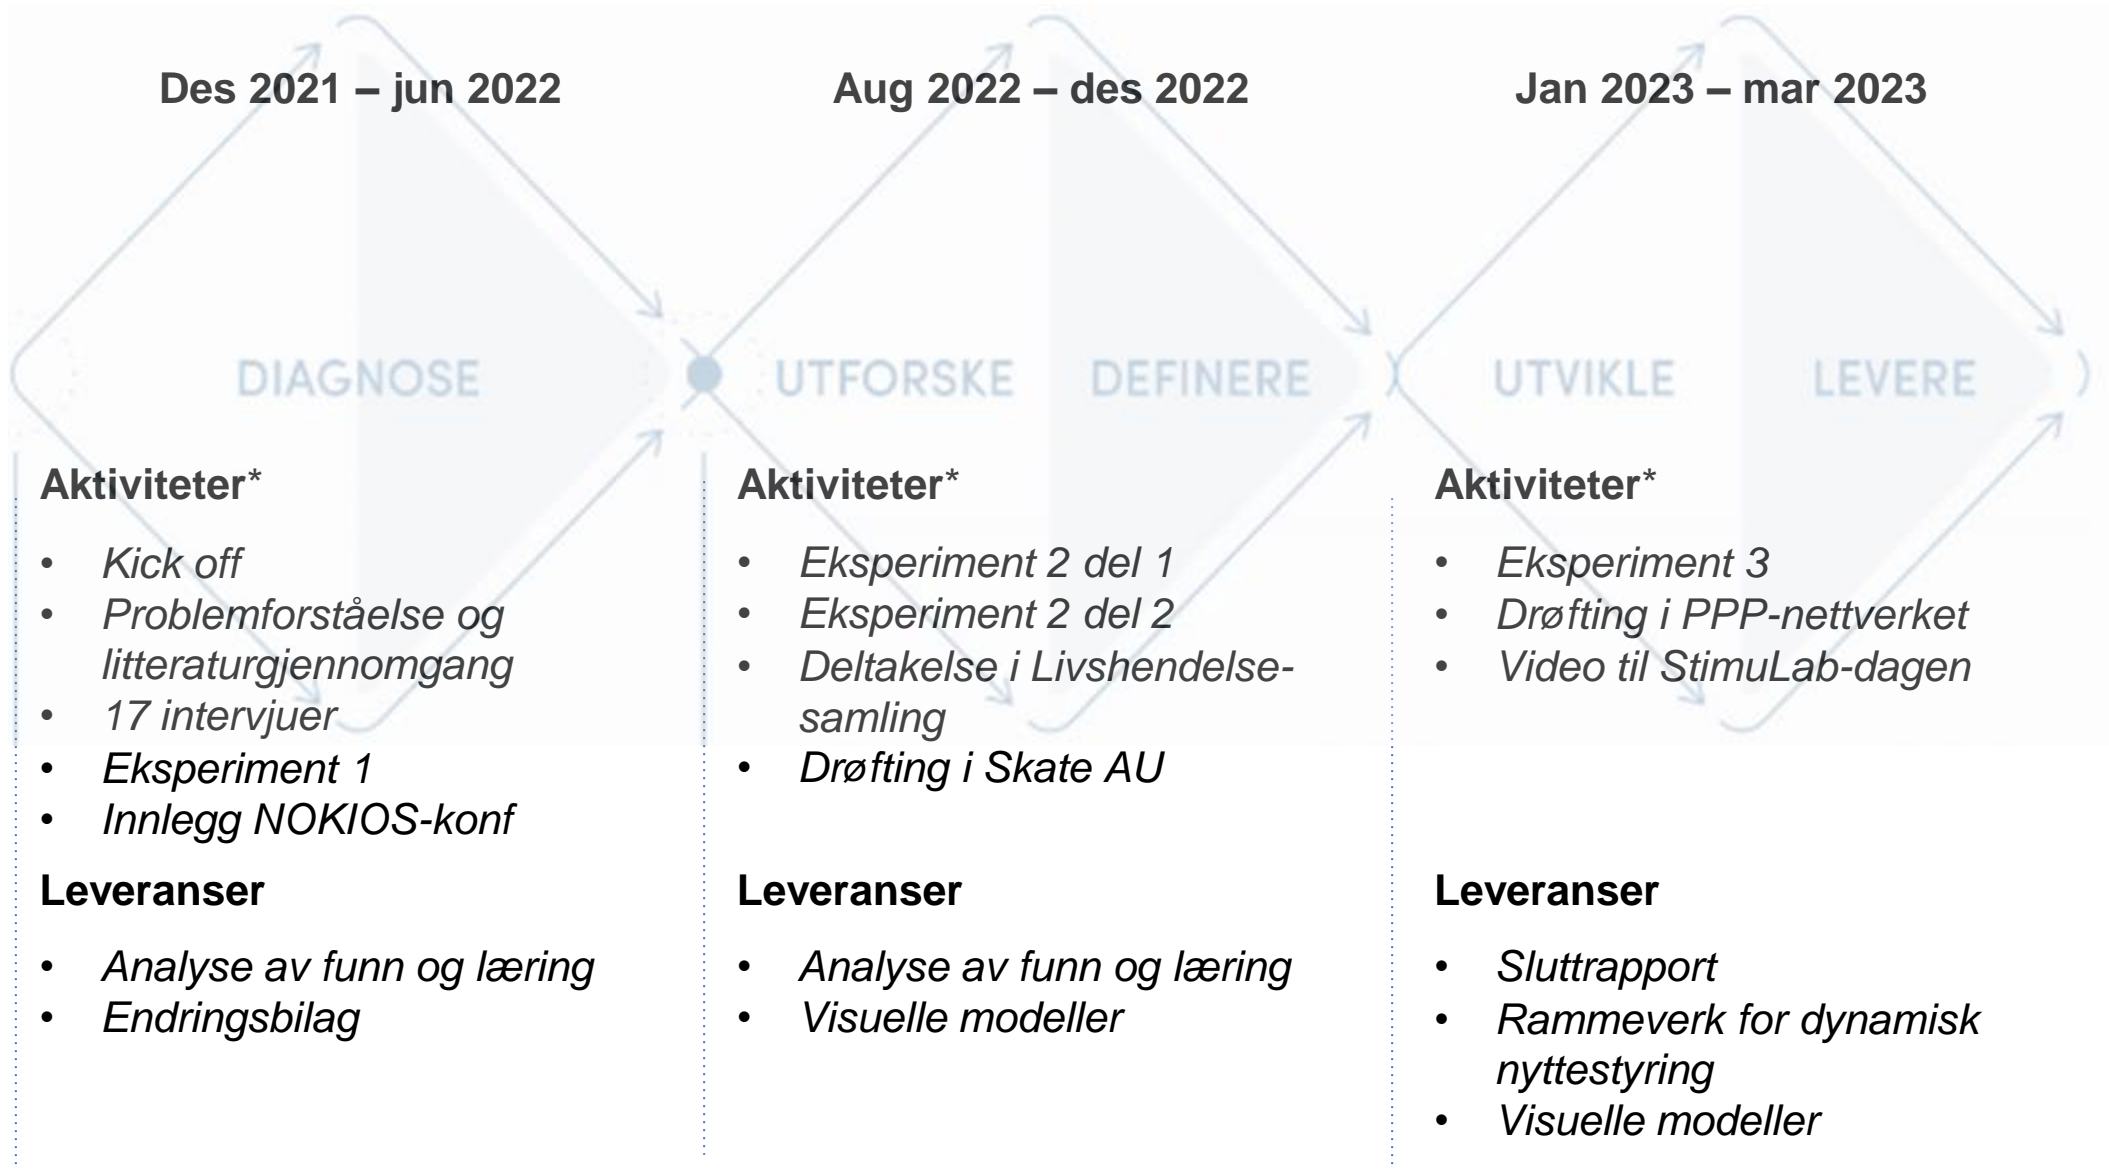 Des 2021 – jun 2022
Aug 2022 – des 2022
Jan 2023 – mar 2023
DIAGNOSE
UTFORSKE
DEFINERE
UTVIKLE
LEVERE
Aktiviteter*
• Kick off
• Problemforståelse og
litteraturgjennomgang
• 17 intervjuer
• Eksperiment 1
• Innlegg NOKIOS-konf
Leveranser
• Analyse av funn og læring
• Endringsbilag
Aktiviteter*
• Eksperiment 2 del 1
• Eksperiment 2 del 2
• Deltakelse i Livshendelse-
samling
• Drøfting i Skate AU
Leveranser
• Analyse av funn og læring
• Visuelle modeller
Aktiviteter*
• Eksperiment 3
• Drøfting i PPP-nettverket
• Video til StimuLab-dagen
Leveranser
• Sluttrapport
• Rammeverk for dynamisk
nyttestyring
• Visuelle modeller